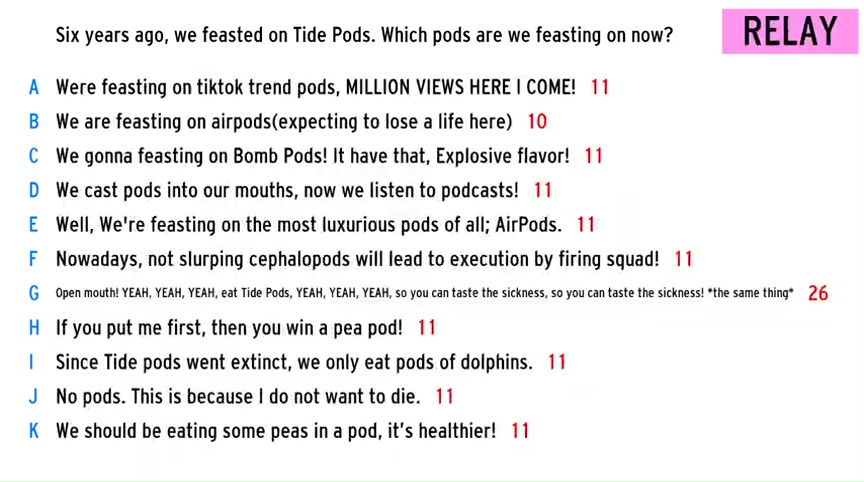 Six years ago, we feasted on Tide Pods. Which pods are we feasting on now?
RELAY
A Were feasting on tiktok trend pods, MILLION VIEWS HERE I COME! 11
B We are feasting on airpods(expecting to lose a life here) 10
C We gonna feasting on Bomb Pods! It have that, Explosive flavor! 11
D We cast pods into our mouths, now we listen to podcasts! 11
E Well, We're feasting on the most luxurious pods of all; AirPods. 11
F Nowadays, not slurping cephalopods will lead to execution by firing squad! 11
G Open mouth! YEAH, YEAH, YEAH, eat Tide Pods, YEAH, YEAH, YEAH, so you can taste the sickness, so you can taste the sickness! *the same thing* 26
H If you put me first, then you win a pea pod! 11
I Since Tide pods went extinct, we only eat pods of dolphins. 11
J No pods. This is because I do not want to die. 11
K We should be eating some peas in a pod, it's healthier! 11